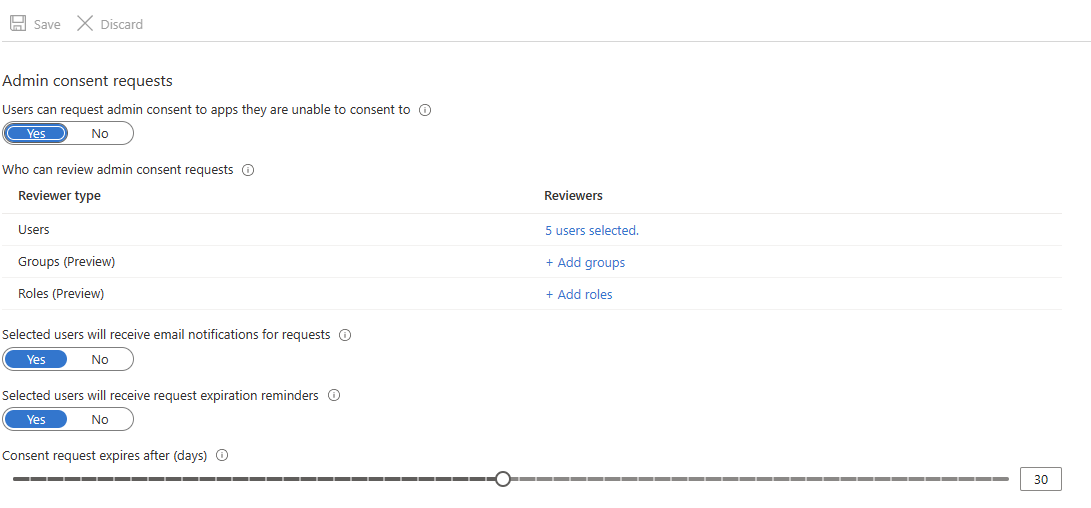 Save Discard
Admin consent requests
Users can request admin consent to apps they are unable to consent to
Yes No
Who can review admin consent requests
Reviewer type Reviewers
Users 5 users selected.
Groups (Preview) + Add groups
Roles (Preview) + Add roles
Selected users will receive email notifications for requests
Yes No
Selected users will receive request expiration reminders
Yes No
Consent request expires after (days)
30